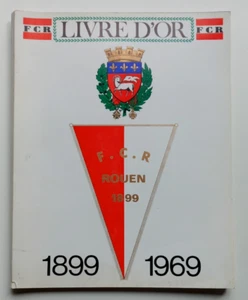 FCR LIVRE D'OR FCR
F.C.R
ROUEN
1899
1899 1969